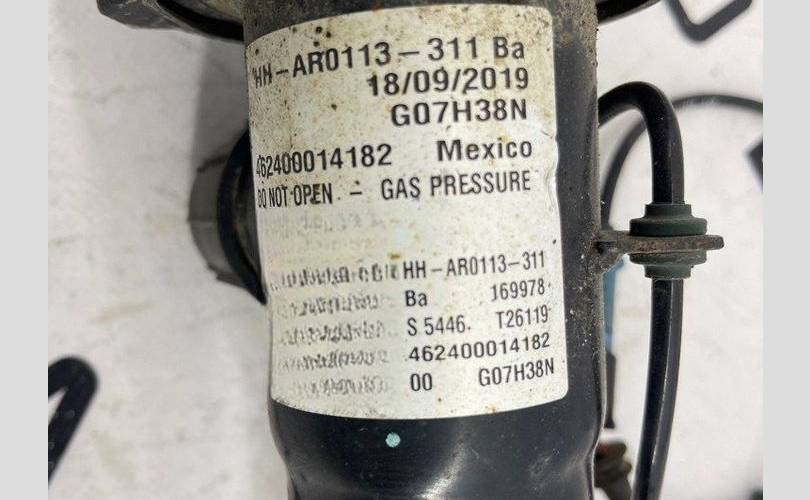 HH-AR0113-311 Ba
18/09/2019
G07H38N
462400014182 Mexico
DO NOT OPEN - GAS PRESSURE
HH-AR0113-311
Ba 169978
S 5446. T26119
462400014182
00 G07H38N